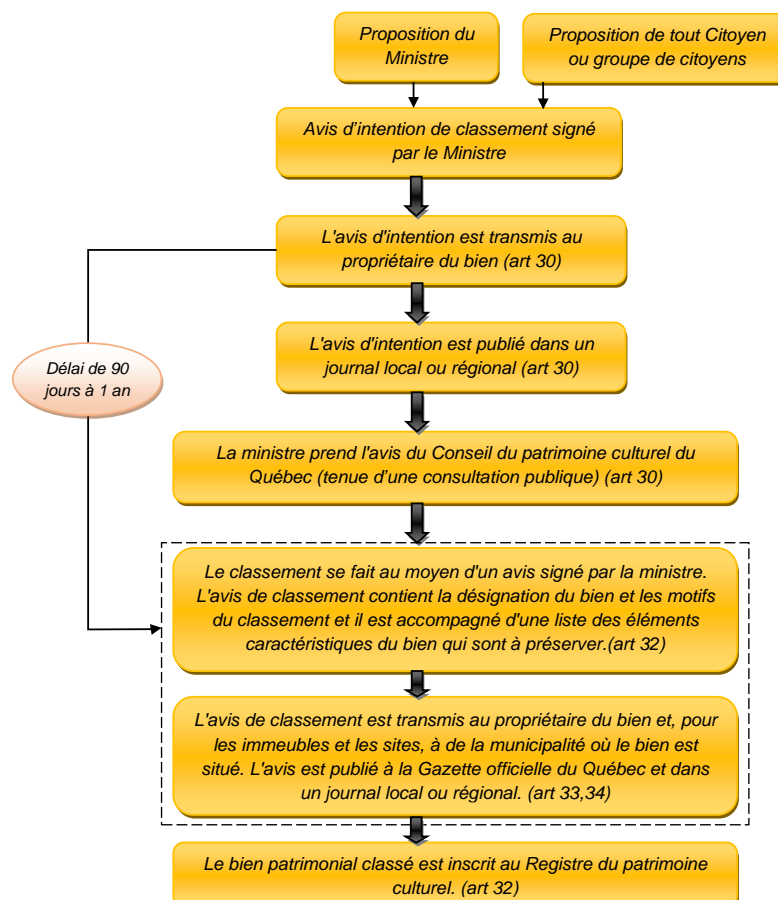 Proposition du
Ministre
Proposition de tout Citoyen
ou groupe de citoyens
Avis d'intention de classement signé
par le Ministre
L'avis d'intention est transmis au
propriétaire du bien (art 30)
L'avis d'intention est publié dans un
journal local ou régional (art 30)
Délai de 90
jours à 1 an
La ministre prend l'avis du Conseil du patrimoine culturel du
Québec (tenue d'une consultation publique) (art 30)
Le classement se fait au moyen d'un avis signé par la ministre.
L'avis de classement contient la désignation du bien et les motifs
du classement et il est accompagné d'une liste des éléments
caractéristiques du bien qui sont à préserver.(art 32)
L'avis de classement est transmis au propriétaire du bien et, pour
les immeubles et les sites, à de la municipalité où le bien est
situé. L'avis est publié à la Gazette officielle du Québec et dans
un journal local ou régional. (art 33,34)
Le bien patrimonial classé est inscrit au Registre du patrimoine
culturel. (art 32)